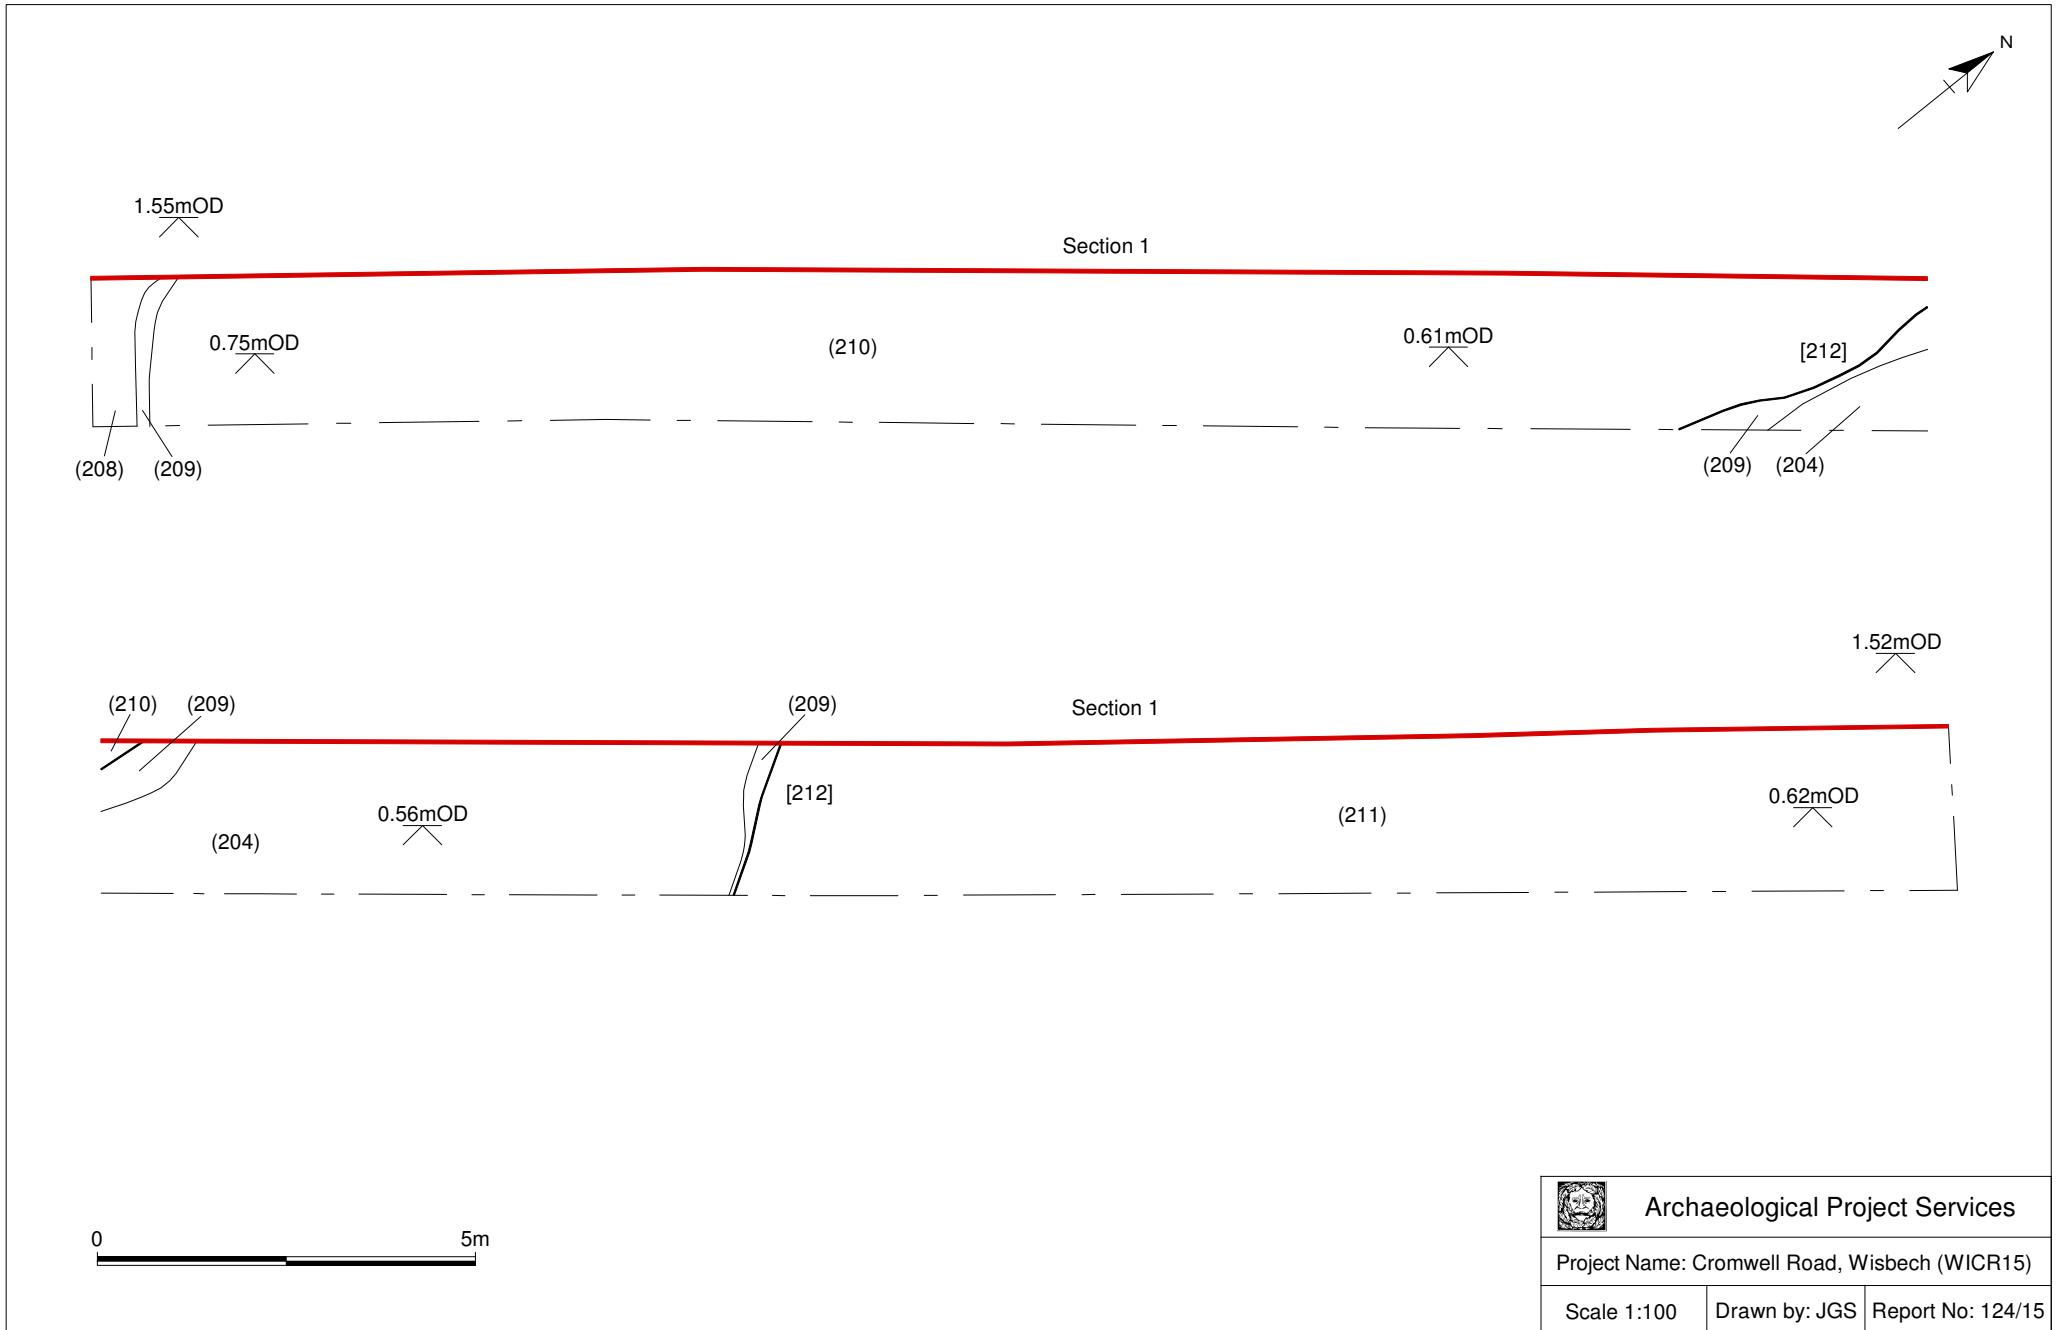 N
1.55mOD
Section 1
0.75mOD
(210)
0.61mOD
[212]
(208)
(209)
(209)
(204)
1.52mOD
(210)
(209)
(209)
Section 1
[212]
0.56mOD
(204)
(211)
0.62mOD
0
5m
Archaeological Project Services
Project Name: Cromwell Road, Wisbech (WICR15)
Scale 1:100
Drawn by: JGS
Report No: 124/15